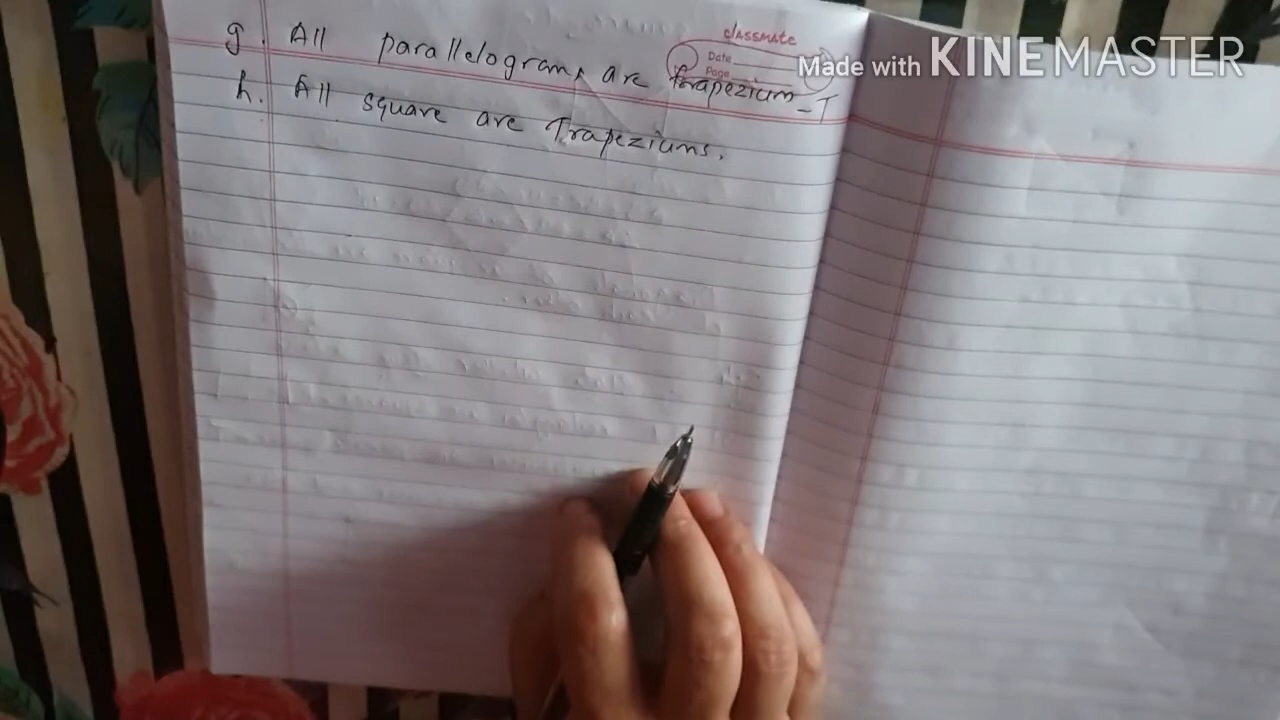 classmate
Date
Page
Made with KINEMASTER
g. All parallelograms are trapezium - T
h. All square are Trapeziums.